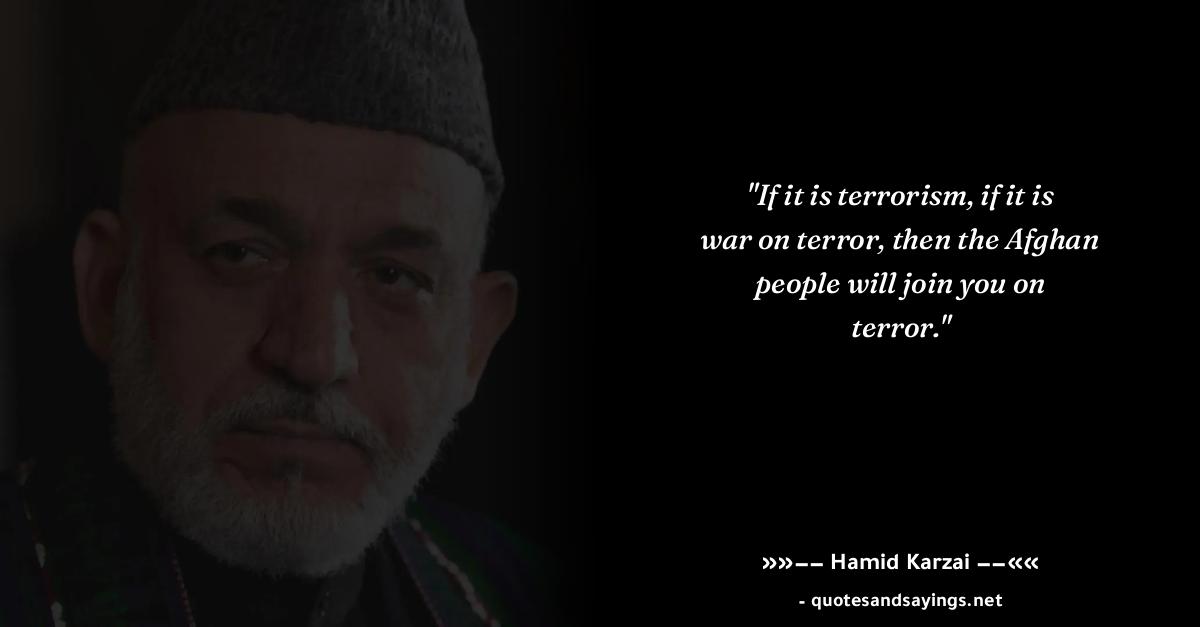 "If it is terrorism, if it is
war on terror, then the Afghan
people will join you on
terror."
»»−− Hamid Karzai −−««
- quotesandsayings.net